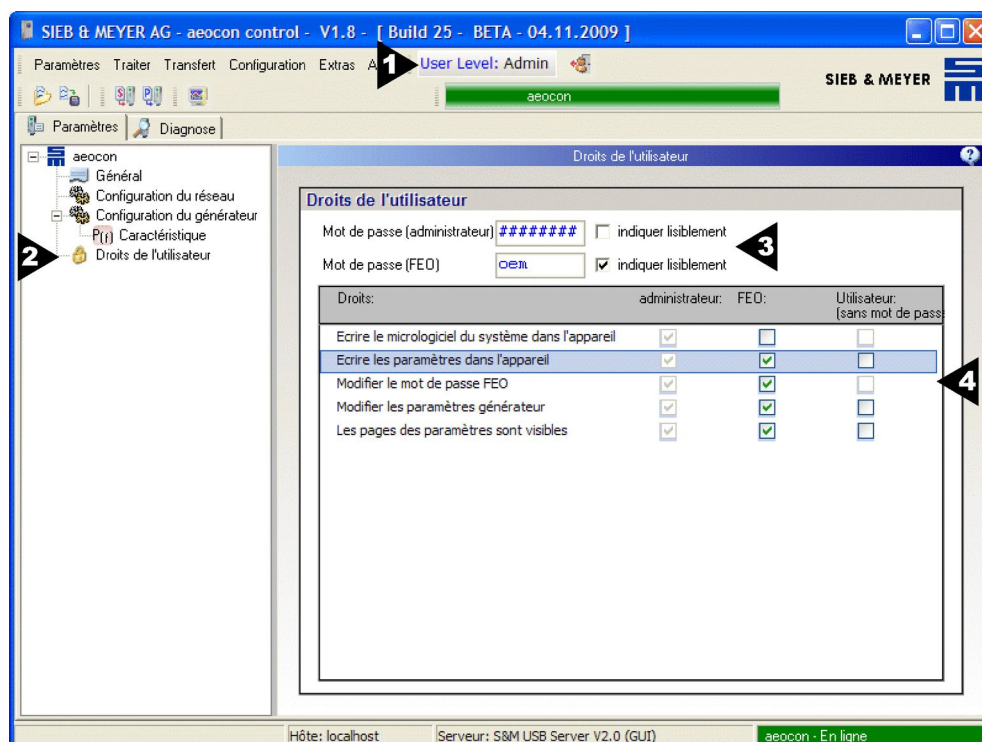 SIEB & MEYER AG - aeocon control - V1.8 - [ Build 25 - BETA - 04.11.2009 ]
Paramètres Traiter Transfert Configuration Extras A 1 User Level: Admin
SIEB & MEYER
aeocon
Paramètres Diagnose
aeocon
Général
Configuration du réseau
Configuration du générateur
P(f) Caractéristique
2 Droits de l'utilisateur
Droits de l'utilisateur
Droits de l'utilisateur
Mot de passe (administrateur) ######## indiquer lisiblement
3
Mot de passe (FEO) oem indiquer lisiblement
Droits: administrateur: FEO: Utilisateur:
(sans mot de pass
Ecrire le micrologiciel du système dans l'appareil
Ecrire les paramètres dans l'appareil
4
Modifier le mot de passe FEO
Modifier les paramètres générateur
Les pages des paramètres sont visibles
Hôte: localhost Serveur: S&M USB Server V2.0 (GUI) aeocon - En ligne